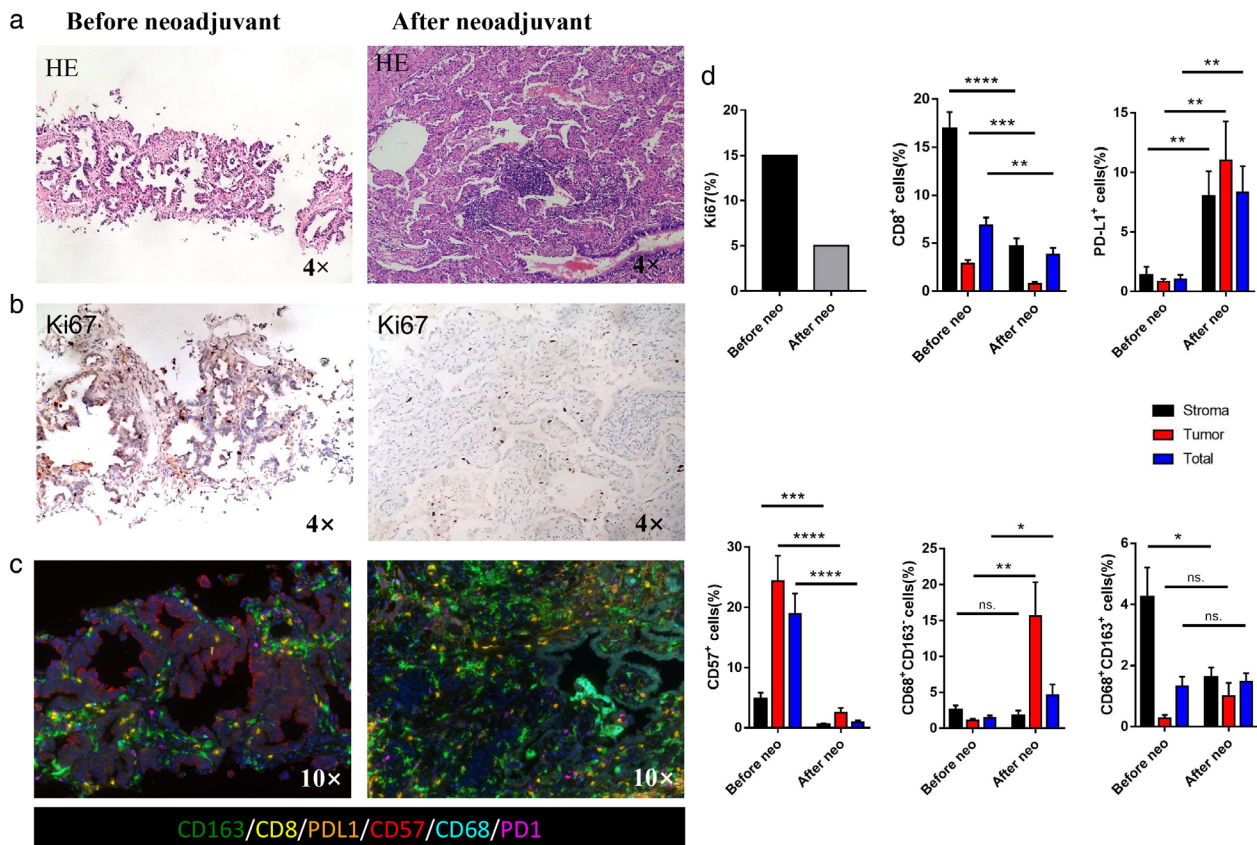 a
Before neoadjuvant
After neoadjuvant
HE
4×
HE
4×
b
Ki67
4×
Ki67
4×
c
10×
10×
CD163/CD8/PDL1/CD57/CD68/PD1
d
Ki67(%)
20
15
10
5
0
Before neo
After neo
CD8+ cells(%)
20
15
10
5
0
****
***
**
Before neo
After neo
PD-L1+ cells(%)
15
10
5
0
**
**
**
Before neo
After neo
Stroma
Tumor
Total
CD57+ cells(%)
30
20
10
0
***
****
****
Before neo
After neo
CD68+CD163- cells(%)
25
20
15
10
5
0
*
**
ns.
Before neo
After neo
CD68+CD163+ cells(%)
6
4
2
0
*
ns.
ns.
Before neo
After neo